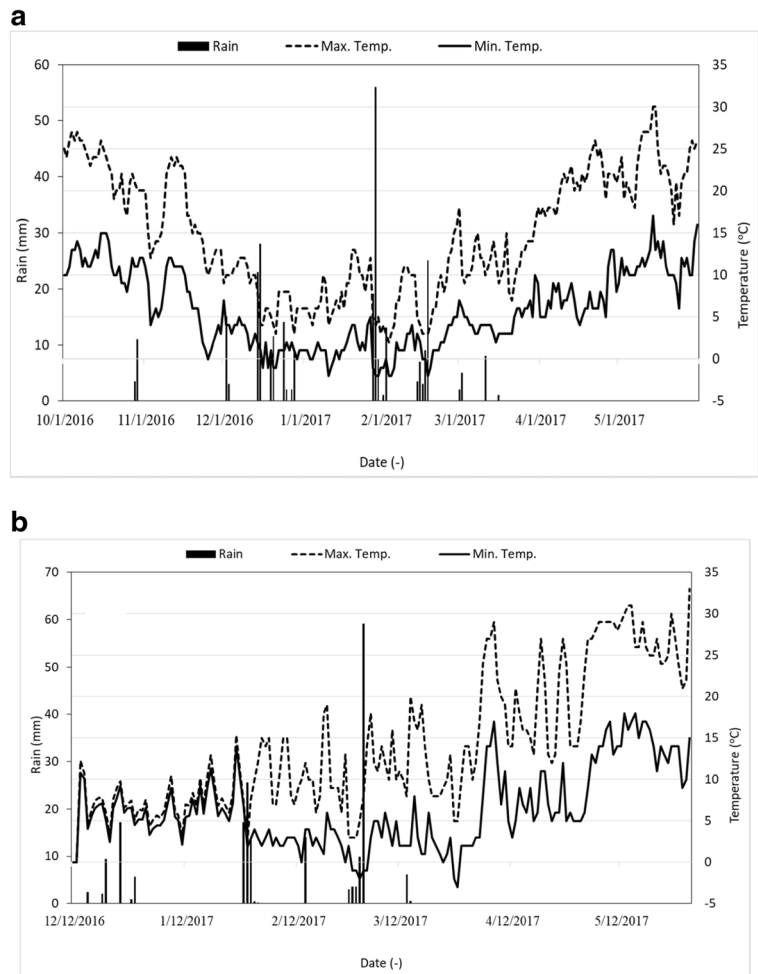 a
Rain Max. Temp. Min. Temp.
60 35
50 30
40 25
30 20
20 15
10 10
0 5
0
-5
Rain (mm)
Temperature (°C)
10/1/2016 11/1/2016 12/1/2016 1/1/2017 2/1/2017 3/1/2017 4/1/2017 5/1/2017
Date (-)
b
Rain Max. Temp. Min. Temp.
70 35
60 30
50 25
40 20
30 15
20 10
10 5
0 0
-5
Rain (mm)
Temperature (°C)
12/12/2016 1/12/2017 2/12/2017 3/12/2017 4/12/2017 5/12/2017
Date (-)